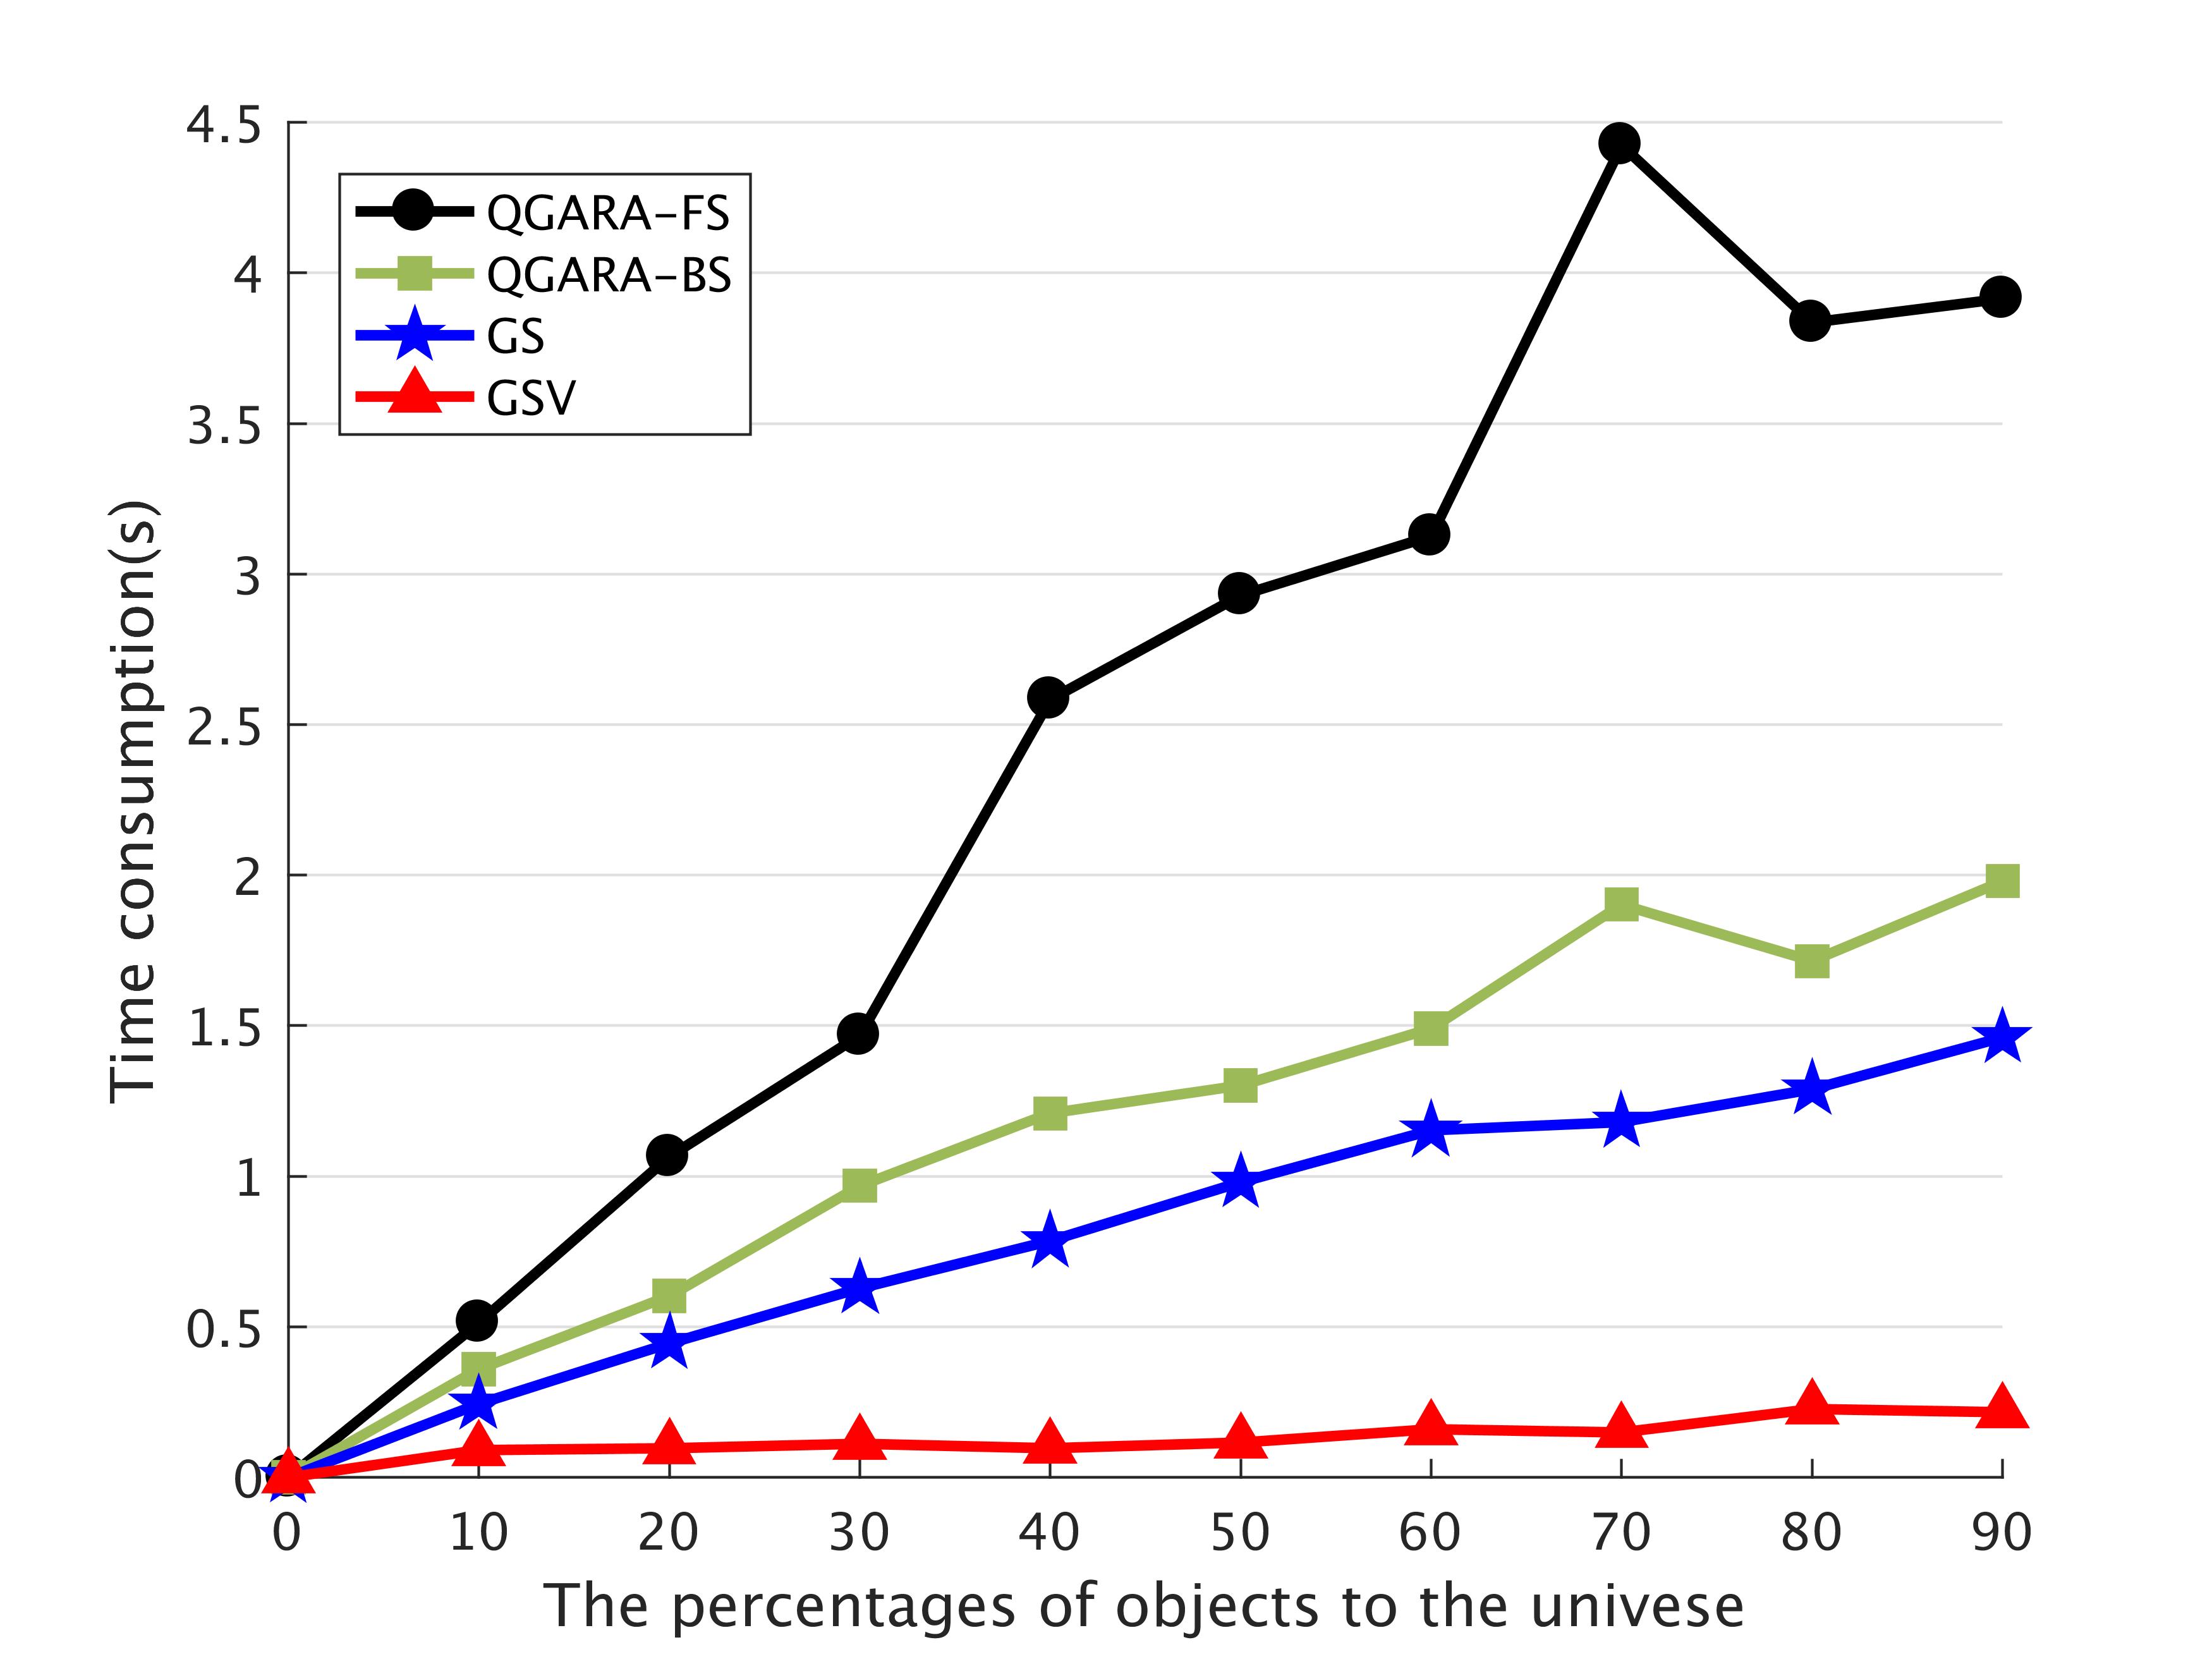 4.5
4
3.5
3
2.5
2
1.5
1
0.5
0
Time consumption(s)
QGARA-FS
QGARA-BS
GS
GSV
0 10 20 30 40 50 60 70 80 90
The percentages of objects to the univese